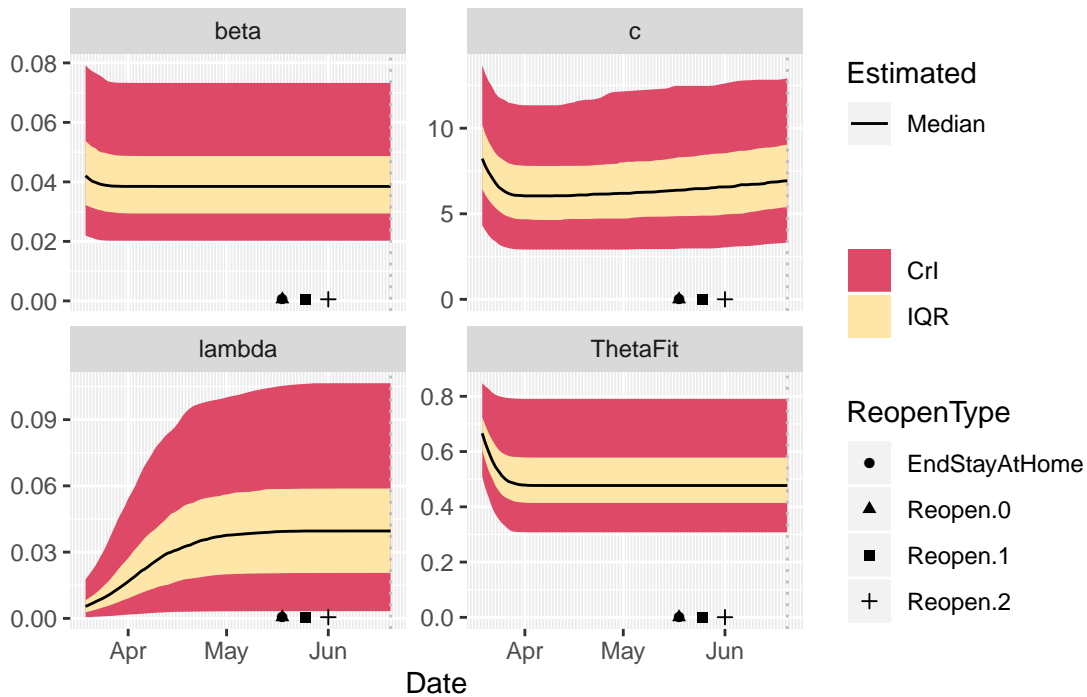 beta
c
0.08
0.06
0.04
0.02
0.00
10
5
0
lambda
ThetaFit
0.09
0.06
0.03
0.00
0.8
0.6
0.4
0.2
0.0
Apr May Jun
Apr May Jun
Date
Estimated
Median
CrI
IQR
ReopenType
EndStayAtHome
Reopen.0
Reopen.1
Reopen.2